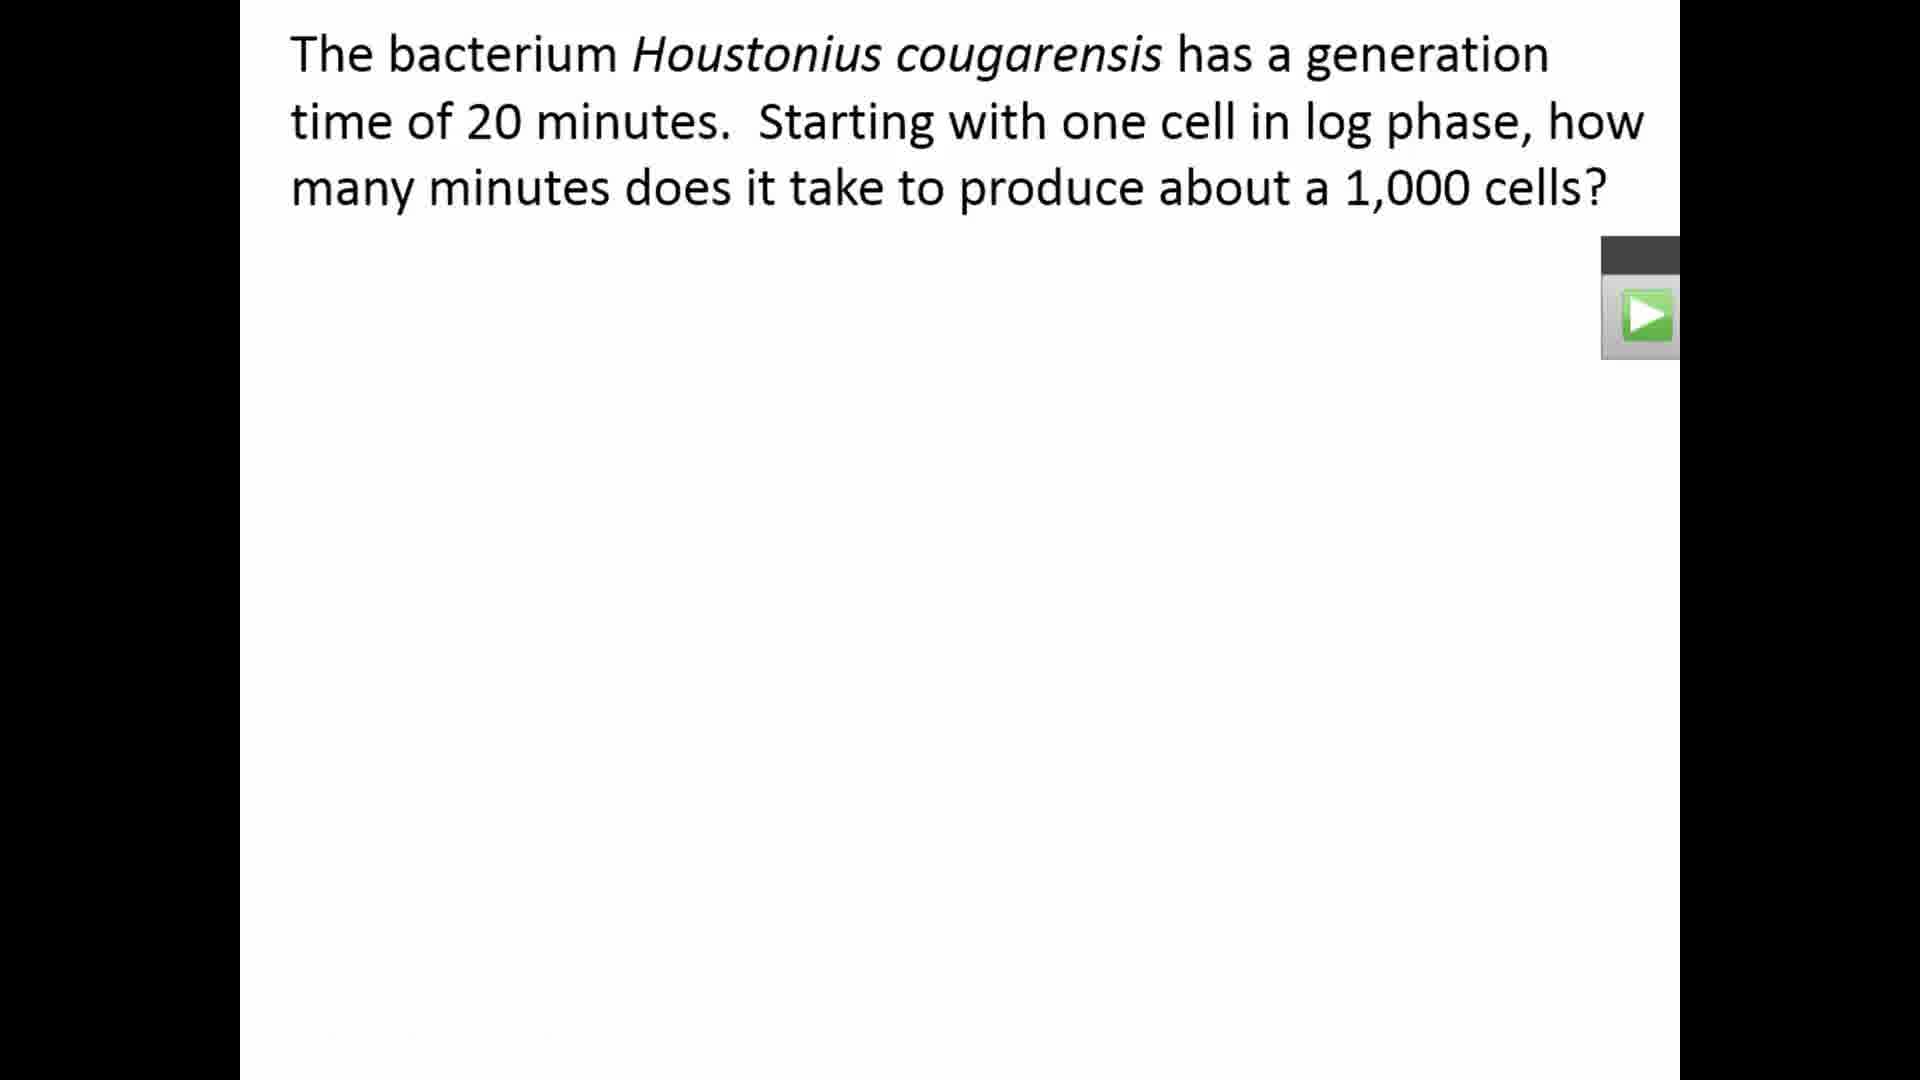 The bacterium Houstonius cougarensis has a generation
time of 20 minutes.  Starting with one cell in log phase, how
many minutes does it take to produce about a 1,000 cells?